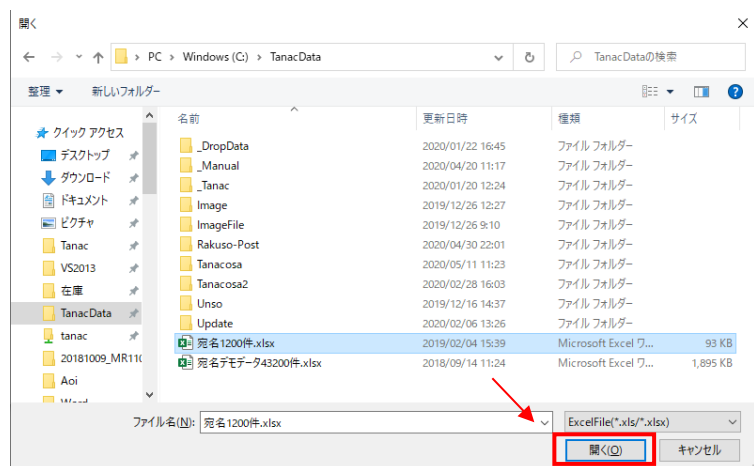 開く
PC › Windows (C:) › TanacData
TanacDataの検索
整理 新しいフォルダー
名前 更新日時 種類 サイズ
クイック アクセス
デスクトップ
ダウンロード
ドキュメント
ピクチャ
Tanac
VS2013
在庫
TanacData
tanac
20181009_MR110
Aoi
Word
_DropData 2020/01/22 16:45 ファイル フォルダー
_Manual 2020/04/20 11:17 ファイル フォルダー
_Tanac 2020/01/20 12:24 ファイル フォルダー
Image 2019/12/26 12:27 ファイル フォルダー
ImageFile 2019/12/26 9:10 ファイル フォルダー
Rakuso-Post 2020/04/30 22:01 ファイル フォルダー
Tanacosa 2020/05/11 11:23 ファイル フォルダー
Tanacosa2 2020/02/28 16:03 ファイル フォルダー
Unso 2019/12/16 14:37 ファイル フォルダー
Update 2020/02/06 13:26 ファイル フォルダー
宛名1200件.xlsx 2019/02/04 15:39 Microsoft Excel ワ... 93 KB
宛名デモデータ43200件.xlsx 2018/09/14 11:24 Microsoft Excel ワ... 1,895 KB
ファイル名(N): 宛名1200件.xlsx ExcelFile(*.xls/*.xlsx)
開く(O) キャンセル